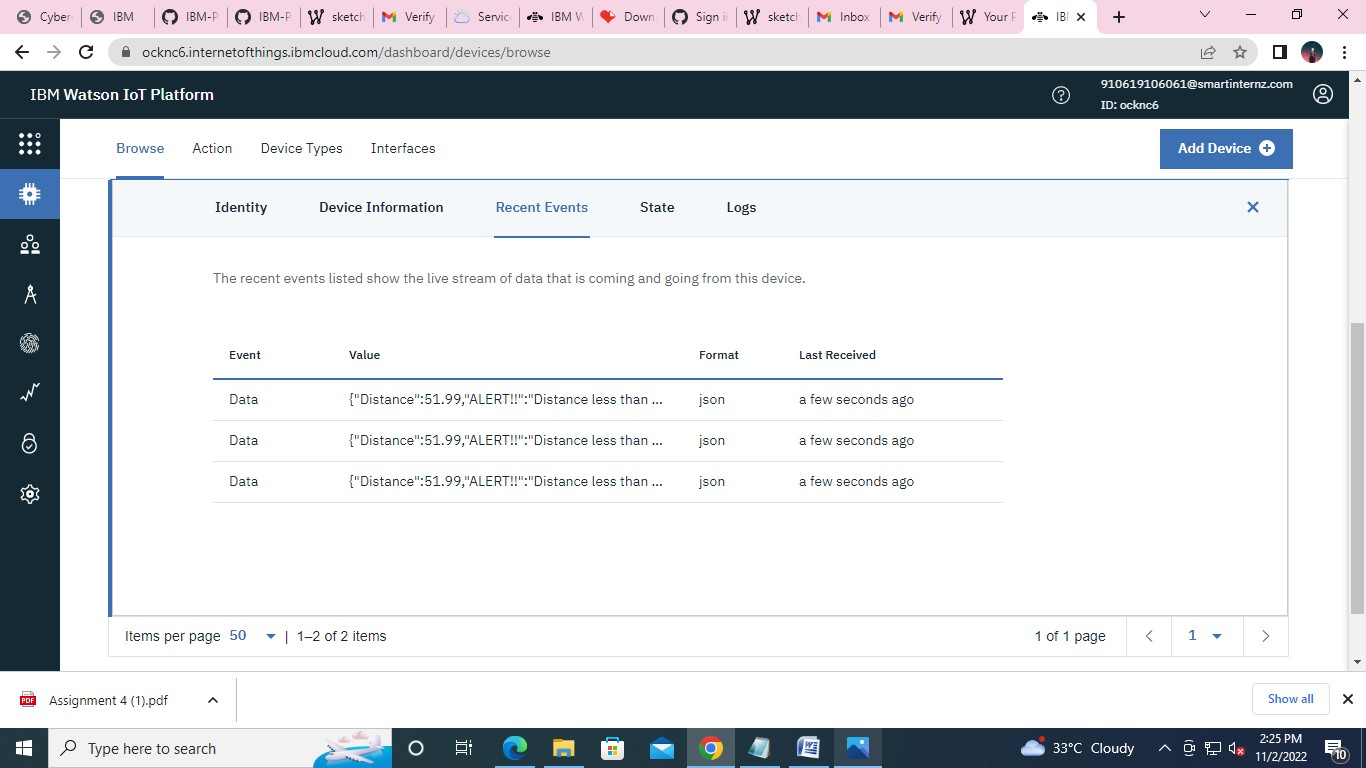 Cyber IBM IBM-P IBM-P sketch Verify Servic IBM W Down Sign i sketch Inbox Verify Your F IBI
ocknc6.internetofthings.ibmcloud.com/dashboard/devices/browse
IBM Watson IoT Platform
910619106061@smartinternz.com
ID: ocknc6
Browse Action Device Types Interfaces
Add Device
Identity Device Information Recent Events State Logs
The recent events listed show the live stream of data that is coming and going from this device.
Event Value Format Last Received
Data {"Distance":51.99,"ALERT!!":"Distance less than ... json a few seconds ago
Data {"Distance":51.99,"ALERT!!":"Distance less than ... json a few seconds ago
Data {"Distance":51.99,"ALERT!!":"Distance less than ... json a few seconds ago
Items per page 50 | 1–2 of 2 items 1 of 1 page 1
PDF Assignment 4 (1).pdf Show all
Type here to search 33°C Cloudy 2:25 PM
11/2/2022 10